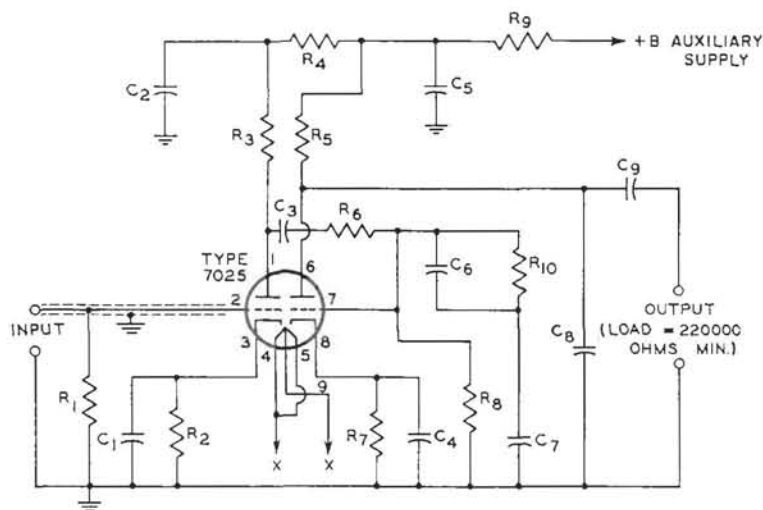 R9
+B AUXILIARY
SUPPLY
R4
C2
C5
R3
R5
C9
C3
R6
TYPE
7025
1
6
C6
R10
2
7
INPUT
OUTPUT
(LOAD = 220000
OHMS MIN.)
C8
3
4
5
8
9
R1
C1
R2
R7
C4
R8
C7
X
X